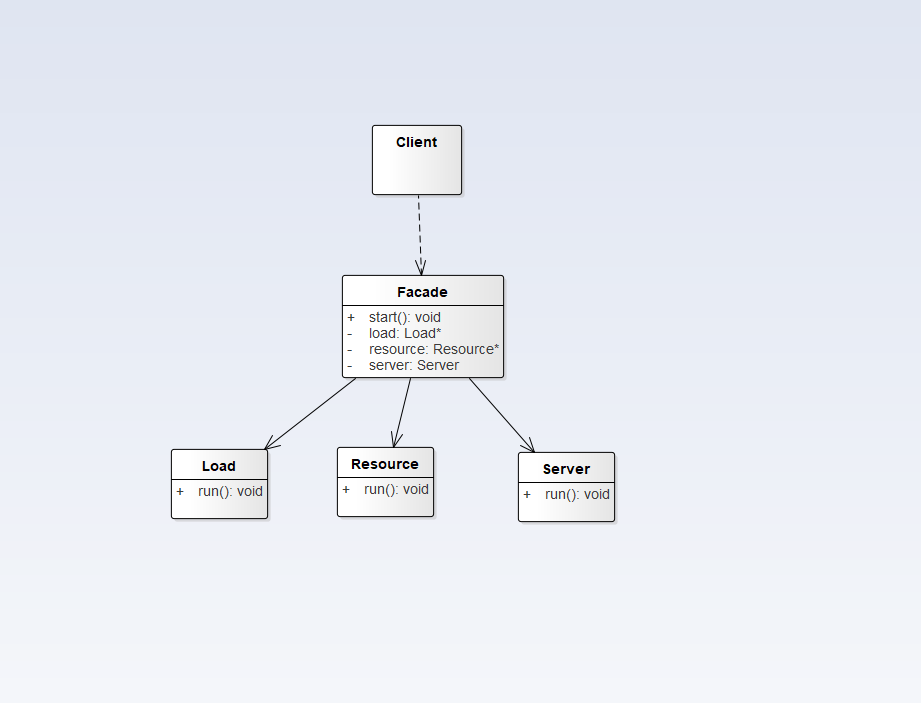 Client
Facade
+ start(): void
- load: Load*
- resource: Resource*
- server: Server
Load
+ run(): void
Resource
+ run(): void
Server
+ run(): void